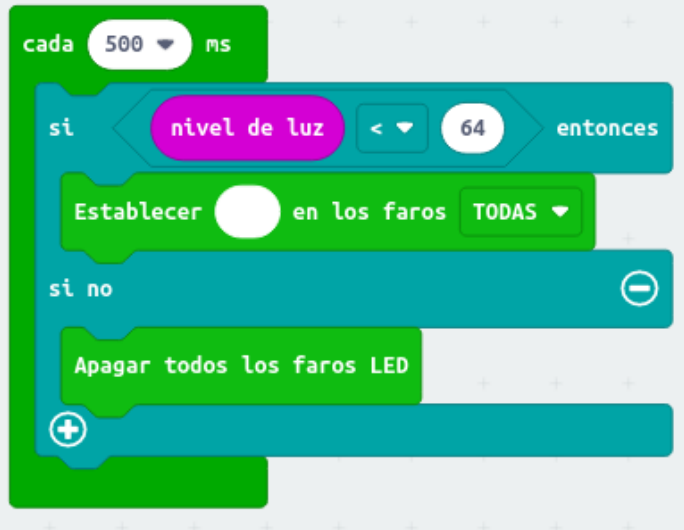 cada 500 ms
si nivel de luz < 64 entonces
Establecer en los faros TODAS
si no
Apagar todos los faros LED